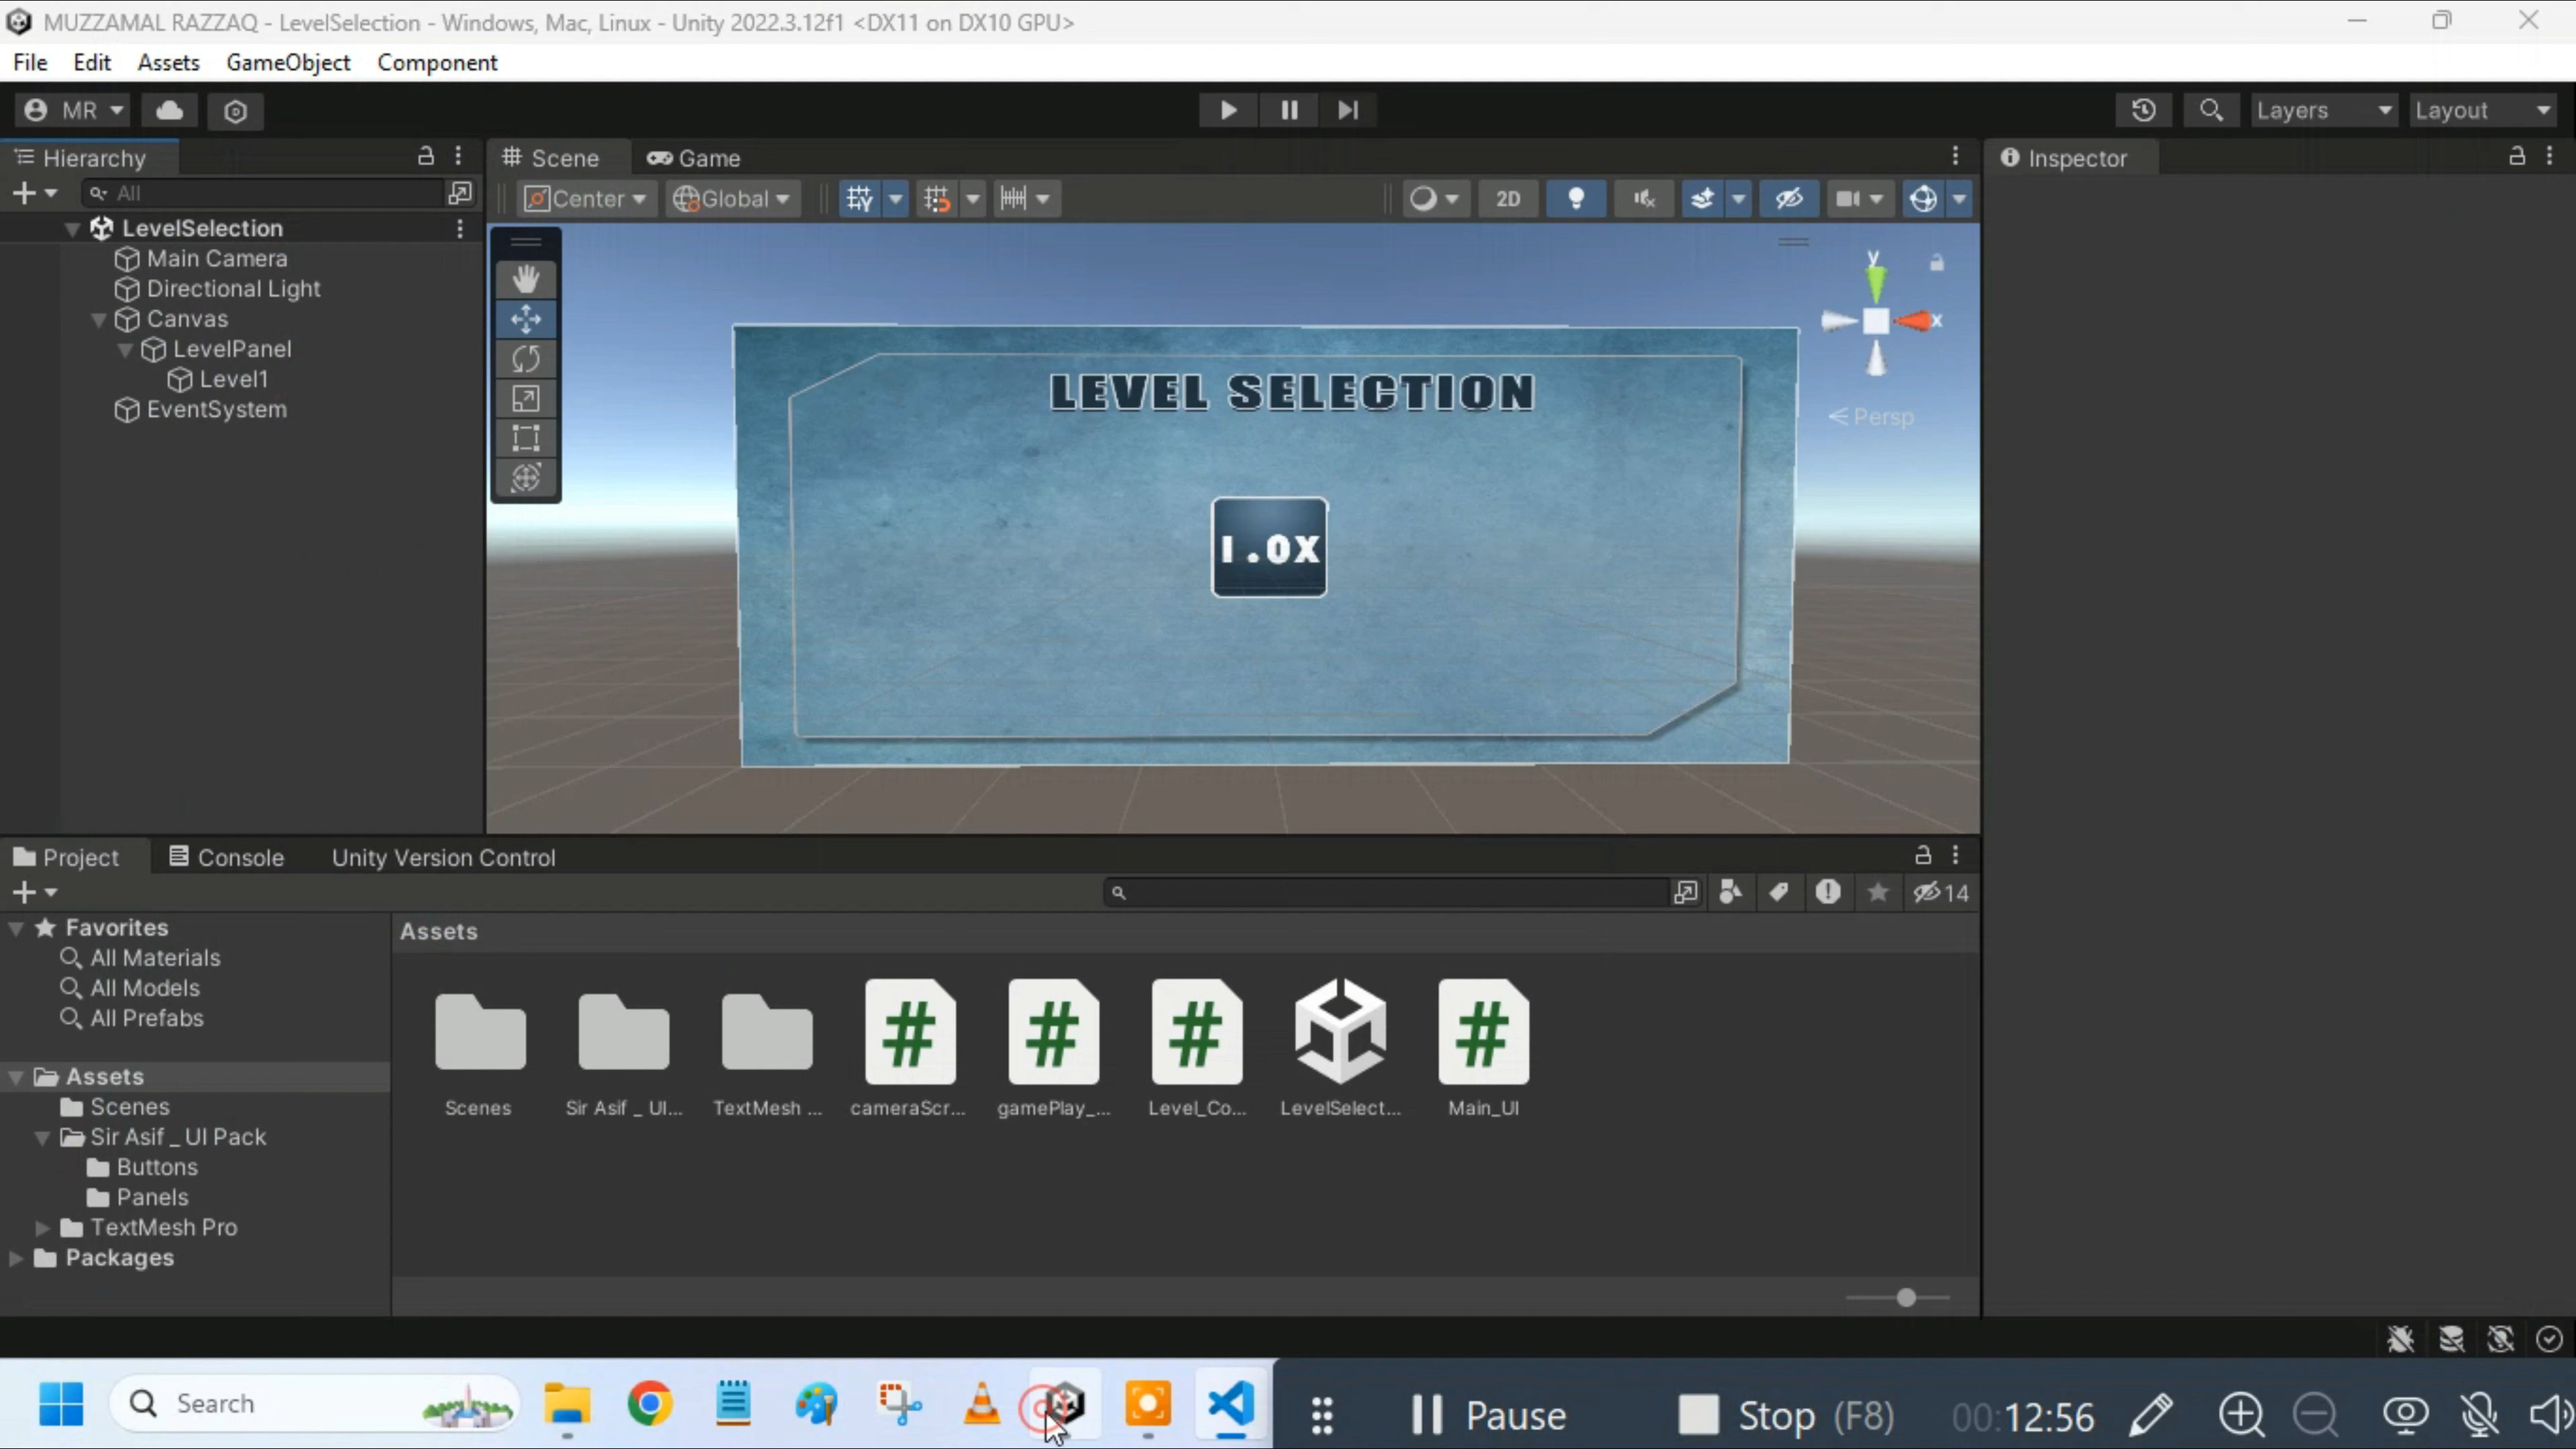 MUZZAMAL RAZZAQ - LevelSelection - Windows, Mac, Linux - Unity 2022.3.12f1 <DX11 on DX10 GPU>
File Edit Assets GameObject Component
MR Layers Layout
Hierarchy Scene Game Inspector
All Center Global 2D
LevelSelection
Main Camera
Directional Light
Canvas
LevelPanel
Level1
EventSystem
y
x
Persp
LEVEL SELECTION
1.0X
Project Console Unity Version Control
14
Favorites
All Materials
All Models
All Prefabs
Assets
Scenes
Sir Asif _ UI Pack
Buttons
Panels
TextMesh Pro
Packages
Assets
Scenes Sir Asif _ UI... TextMesh ... cameraScr... gamePlay_... Level_Co... LevelSelect... Main_UI
Search Pause Stop (F8) 00:12:56